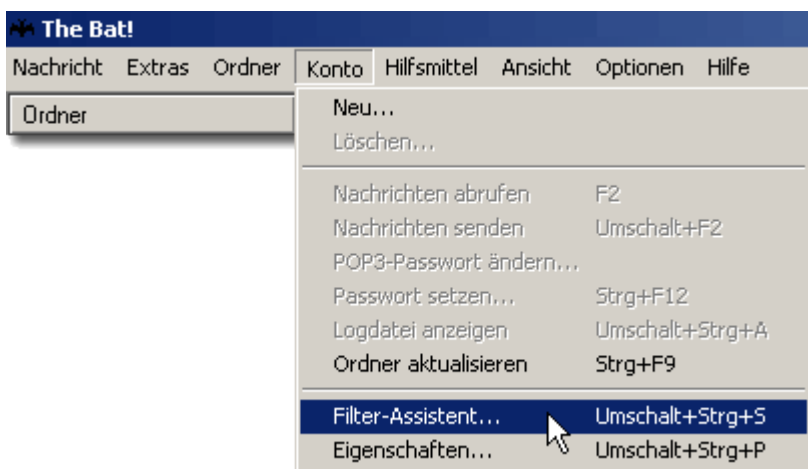 The Bat!
Nachricht Extras Ordner Konto Hilfsmittel Ansicht Optionen Hilfe
Ordner
Neu...
Löschen...
Nachrichten abrufen F2
Nachrichten senden Umschalt+F2
POP3-Passwort ändern...
Passwort setzen... Strg+F12
Logdatei anzeigen Umschalt+Strg+A
Ordner aktualisieren Strg+F9
Filter-Assistent... Umschalt+Strg+S
Eigenschaften... Umschalt+Strg+P